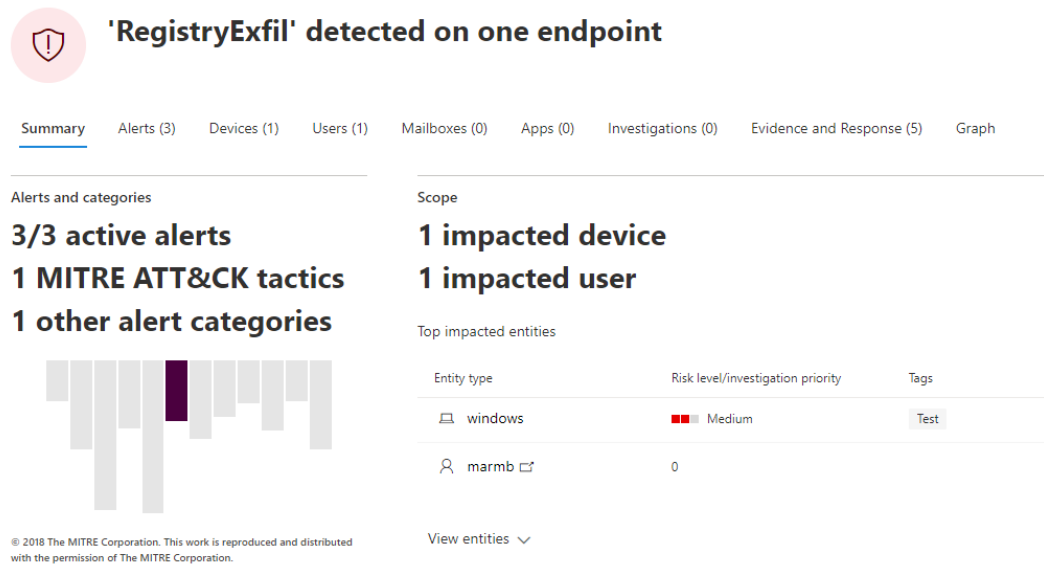 'RegistryExfil' detected on one endpoint
Summary Alerts (3) Devices (1) Users (1) Mailboxes (0) Apps (0) Investigations (0) Evidence and Response (5) Graph
Alerts and categories
3/3 active alerts
1 MITRE ATT&CK tactics
1 other alert categories
© 2018 The MITRE Corporation. This work is reproduced and distributed
with the permission of The MITRE Corporation.
Scope
1 impacted device
1 impacted user
Top impacted entities
Entity type Risk level/investigation priority Tags
windows Medium Test
marmb 0
View entities